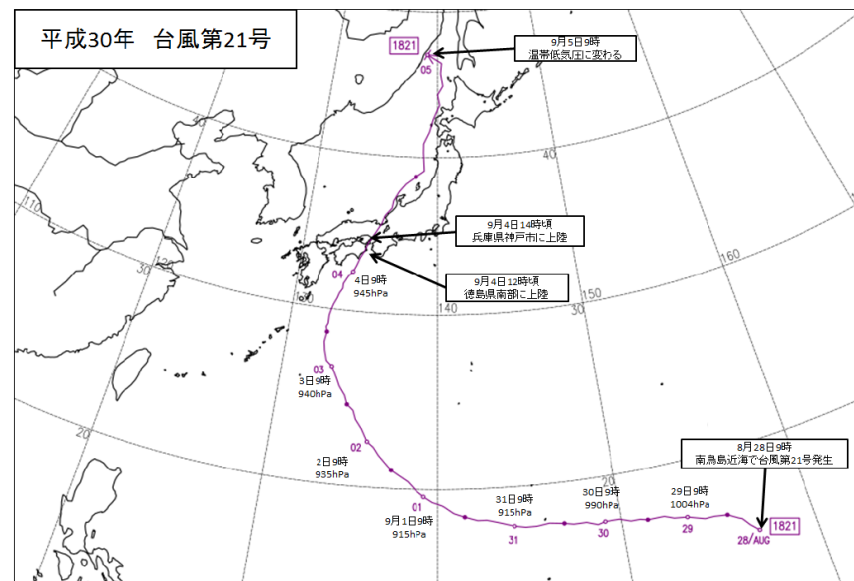 平成30年 台風第21号
1821
9月5日9時
温帯低気圧に変わる
05
40
40
110
9月4日14時頃
兵庫県神戸市に上陸
120
30
04
4日9時
945hPa
9月4日12時頃
徳島県南部に上陸
160
150
130
140
30
03
3日9時
940hPa
20
02
2日9時
935hPa
8月28日9時
南鳥島近海で台風第21号発生
20
01
9月1日9時
915hPa
31日9時
915hPa
31
30日9時
990hPa
30
29日9時
1004hPa
29
28/AUG
1821